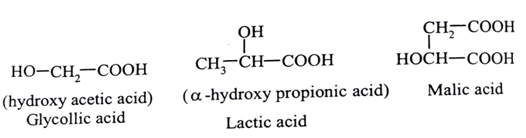 OH
CH₂—COOH
HO—CH₂—COOH
CH₃—CH—COOH
HOCH—COOH
(hydroxy acetic acid)
(α-hydroxy propionic acid)
Malic acid
Glycollic acid
Lactic acid